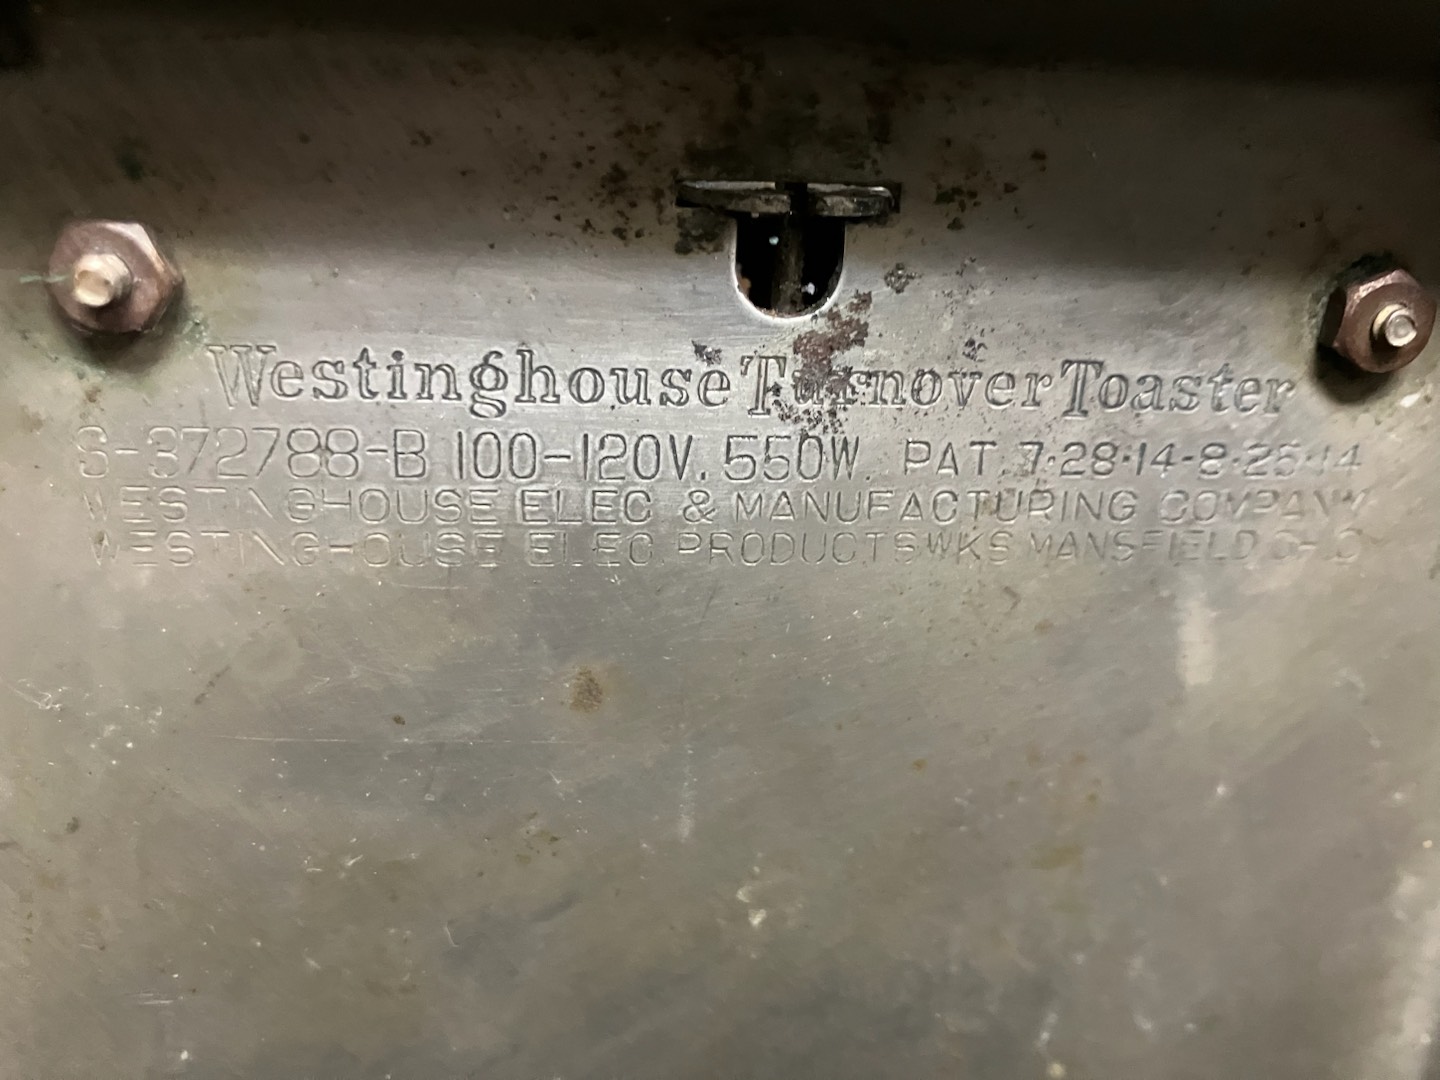 Westinghouse Turnover Toaster
S-372788-B 100-120V. 550W. PAT. 7·28·14-8·25·14
WESTINGHOUSE ELEC & MANUFACTURING COMPANY
WESTINGHOUSE ELEC. PRODUCTS WKS MANSFIELD OHIO